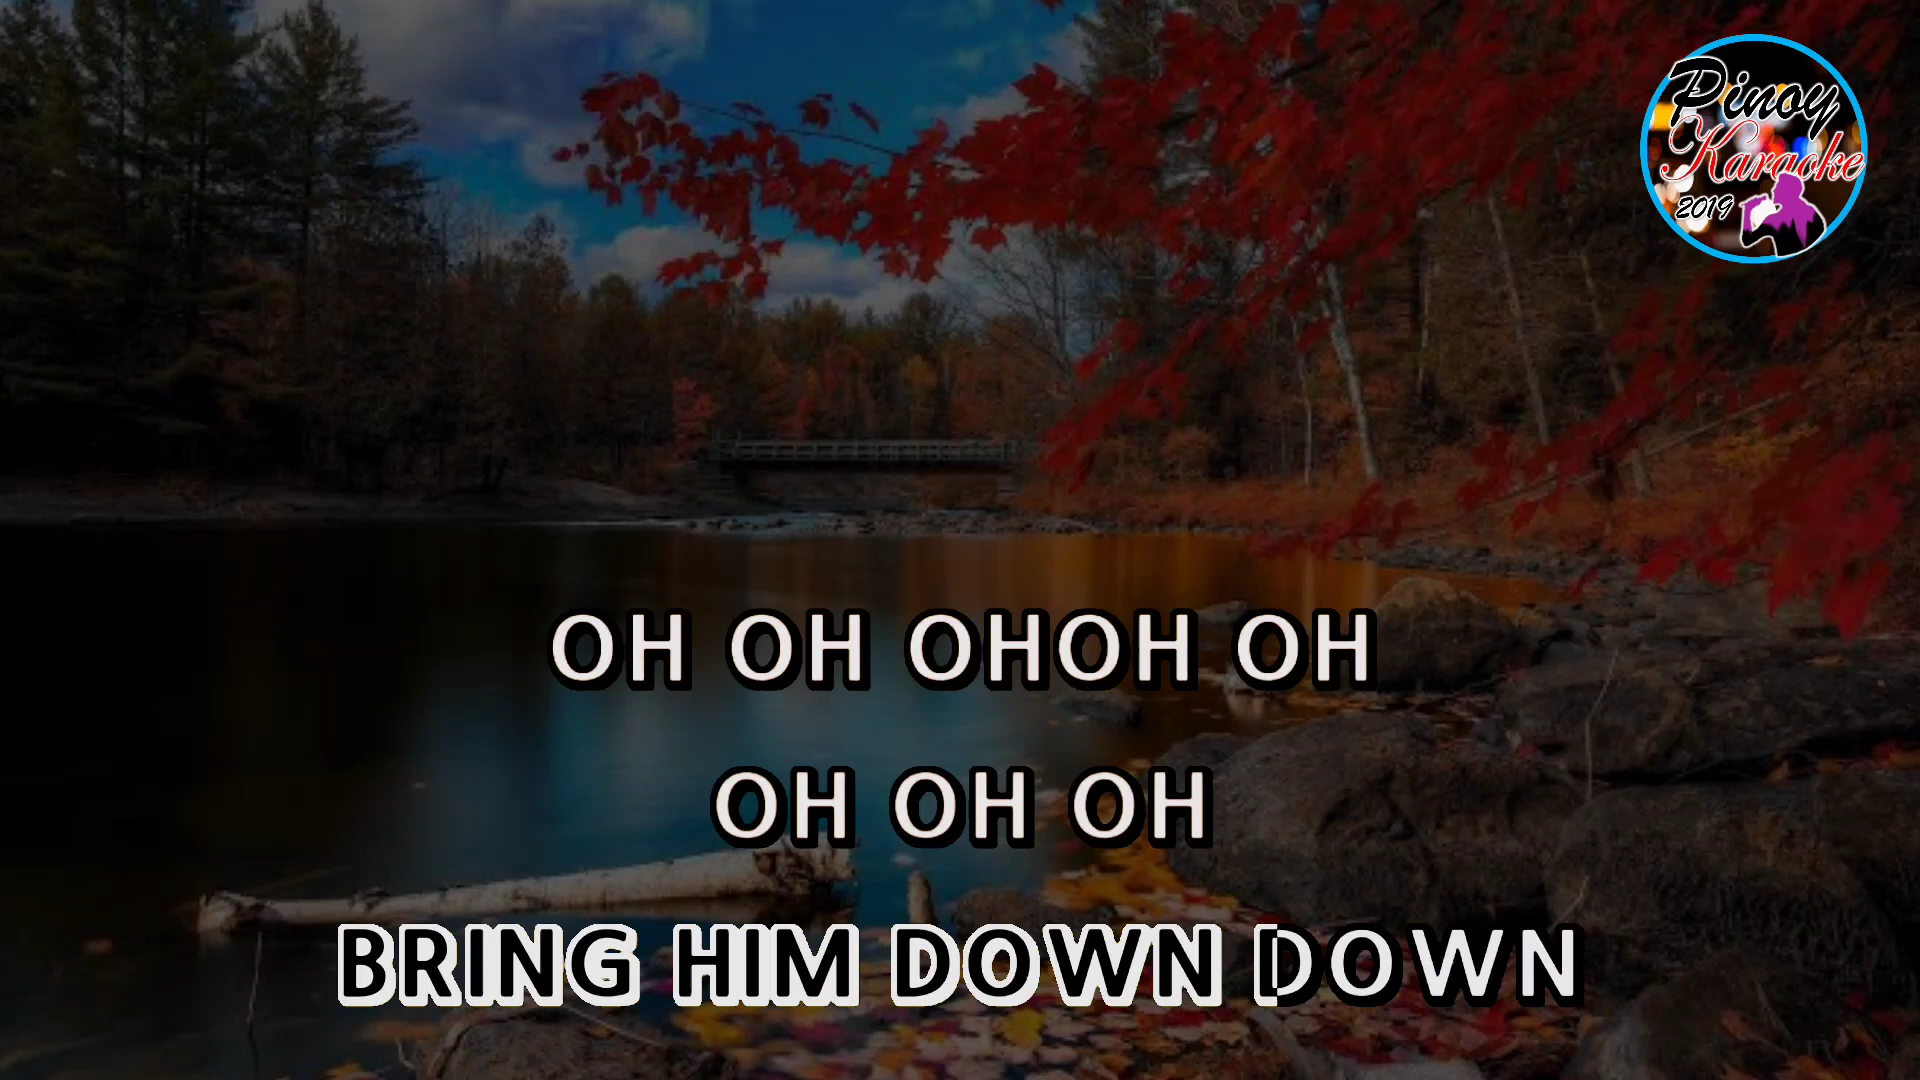 Pinoy
Karaoke
2019
OH OH OHOH OH
OH OH OH
BRING HIM DOWN DOWN